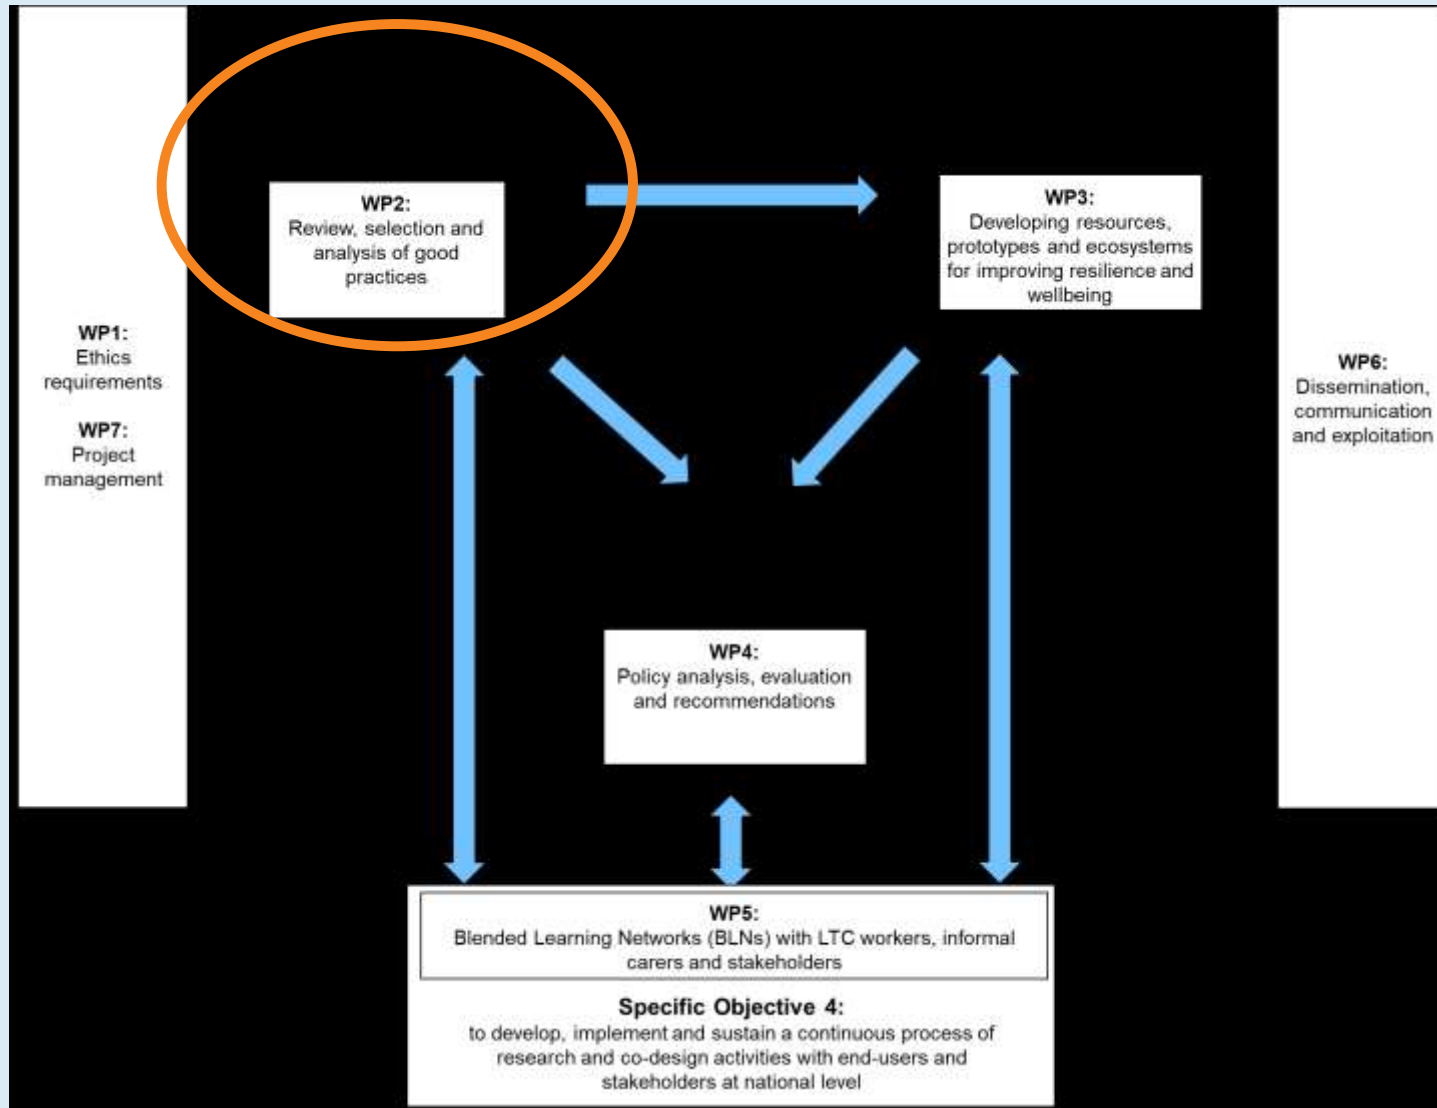 WP1:
Ethics
requirements
WP7:
Project
management
WP2:
Review, selection and
analysis of good
practices
WP3:
Developing resources,
prototypes and ecosystems
for improving resilience and
wellbeing
WP4:
Policy analysis, evaluation
and recommendations
WP5:
Blended Learning Networks (BLNs) with LTC workers, informal
carers and stakeholders
Specific Objective 4:
to develop, implement and sustain a continuous process of
research and co-design activities with end-users and
stakeholders at national level
WP6:
Dissemination,
communication
and exploitation